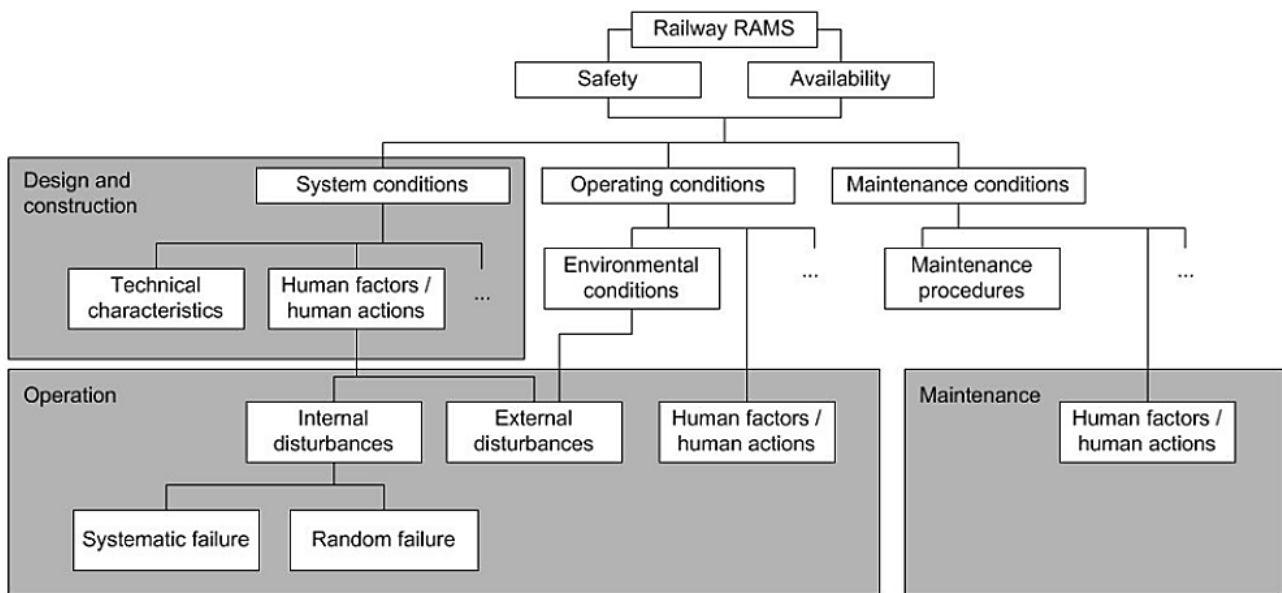 Railway RAMS
Safety
Availability
Design and
construction
System conditions
Operating conditions
Maintenance conditions
Technical
characteristics
Human factors /
human actions
...
Environmental
conditions
...
Maintenance
procedures
...
Operation
Internal
disturbances
External
disturbances
Human factors /
human actions
Maintenance
Human factors /
human actions
Systematic failure
Random failure